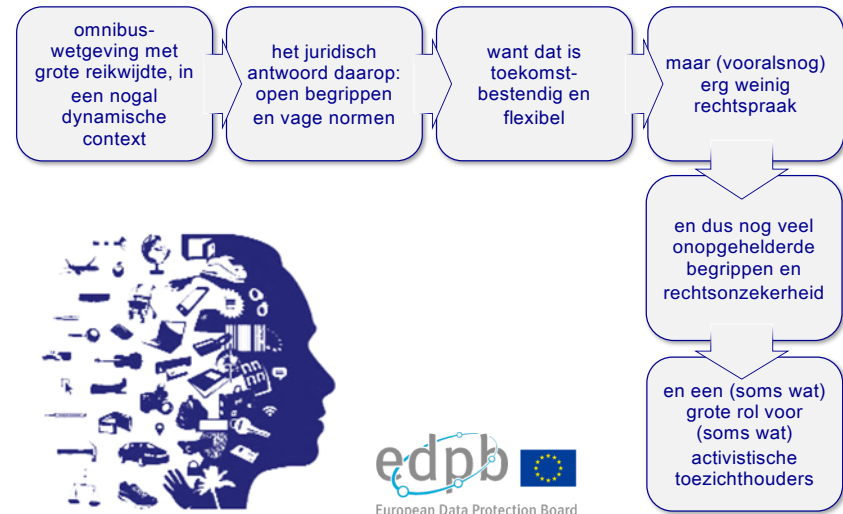 omnibus-
wetgeving met
grote reikwijdte, in
een nogal
dynamische
context
het juridisch
antwoord daarop:
open begrippen
en vage normen
want dat is
toekomst-
bestendig en
flexibel
maar (vooralsnog)
erg weinig
rechtspraak
en dus nog veel
onopgehelderde
begrippen en
rechtsonzekerheid
en een (soms wat)
grote rol voor
(soms wat)
activistische
toezichthouders
edpb
European Data Protection Board